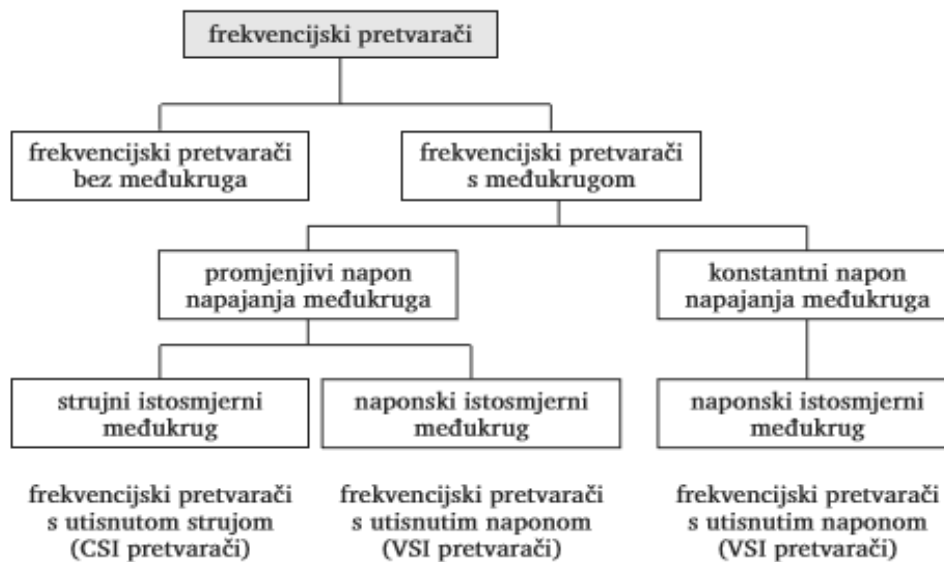 frekvencijski pretvarači
frekvencijski pretvarači
bez međukruga
frekvencijski pretvarači
s međukrugom
promjenjivi napon
napajanja međukruga
konstantni napon
napajanja međukruga
strujni istosmjerni
međukrug
naponski istosmjerni
međukrug
naponski istosmjerni
međukrug
frekvencijski pretvarači
s utisnutom strujom
(CSI pretvarači)
frekvencijski pretvarači
s utisnutim naponom
(VSI pretvarači)
frekvencijski pretvarači
s utisnutim naponom
(VSI pretvarači)